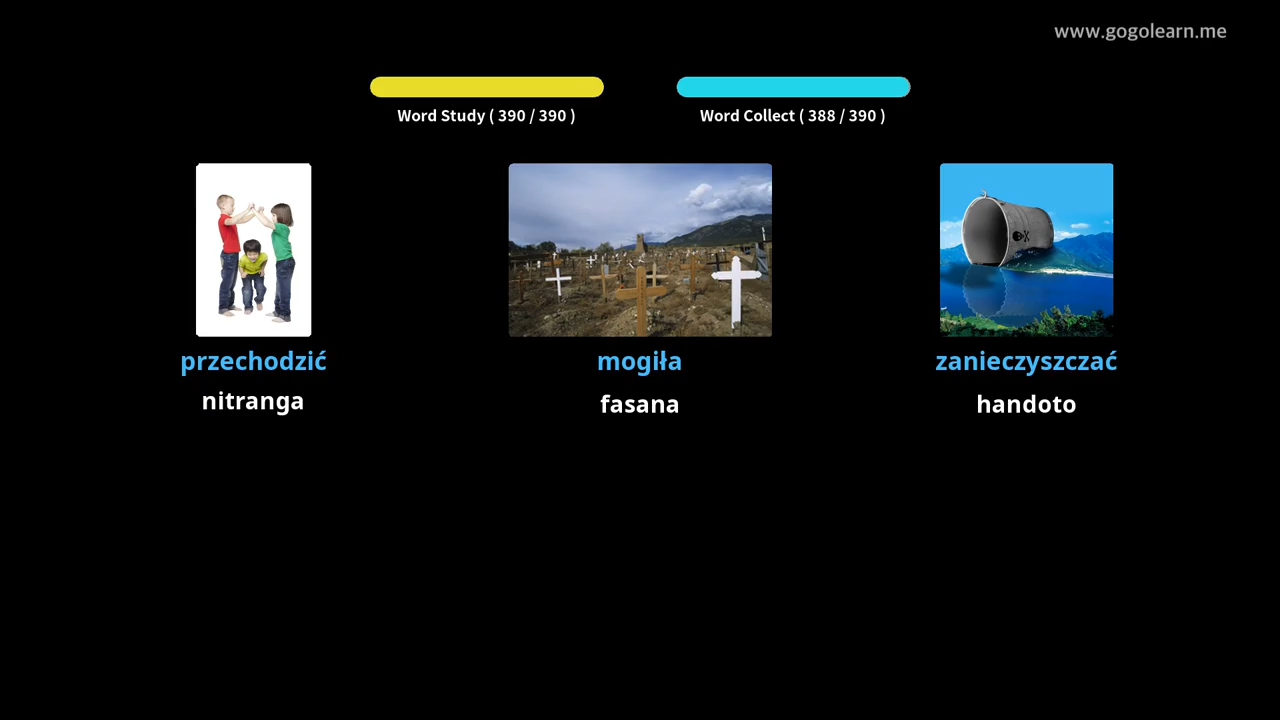 www.gogolearn.me
Word Study ( 390 / 390 )
Word Collect ( 388 / 390 )
przechodzić
mogiła
zanieczyszczać
nitranga
fasana
handoto